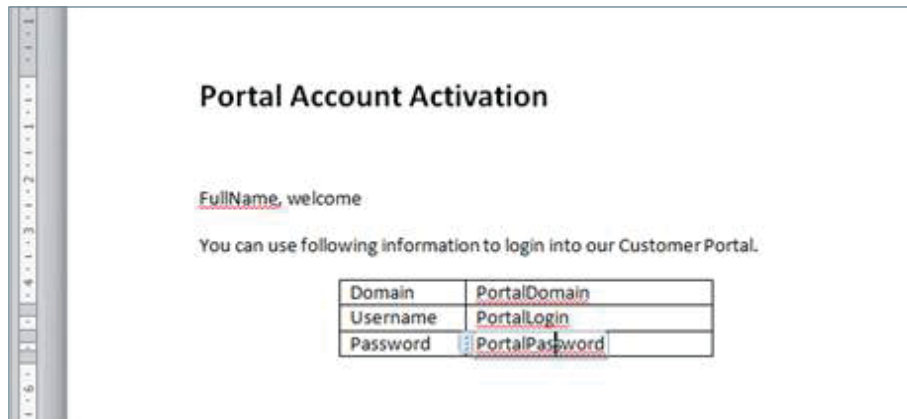 Portal Account Activation
FullName, welcome
You can use following information to login into our Customer Portal.
Domain PortalDomain
Username PortalLogin
Password PortalPassword